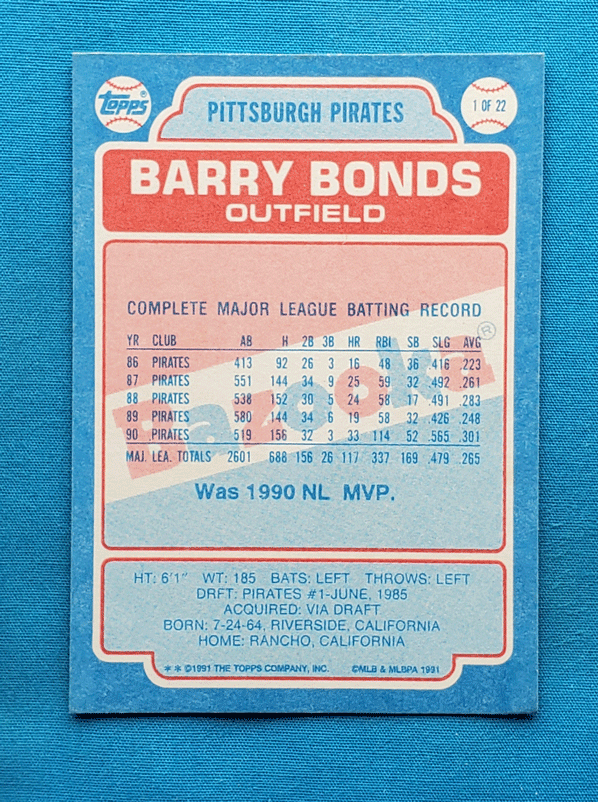 Topps®
PITTSBURGH PIRATES
1 OF 22
BARRY BONDS
OUTFIELD
Bazooka®
COMPLETE MAJOR LEAGUE BATTING RECORD
YR CLUB AB H 2B 3B HR RBI SB SLG AVG
86 PIRATES 413 92 26 3 16 48 36 .416 .223
87 PIRATES 551 144 34 9 25 59 32 .492 .261
88 PIRATES 538 152 30 5 24 58 17 .491 .283
89 PIRATES 580 144 34 6 19 58 32 .426 .248
90 PIRATES 519 156 32 3 33 114 52 .565 .301
MAJ. LEA. TOTALS 2601 688 156 26 117 337 169 .479 .265
Was 1990 NL MVP.
HT: 6'1" WT: 185 BATS: LEFT THROWS: LEFT
DRFT: PIRATES #1-JUNE, 1985
ACQUIRED: VIA DRAFT
BORN: 7-24-64, RIVERSIDE, CALIFORNIA
HOME: RANCHO, CALIFORNIA
**©1991 THE TOPPS COMPANY, INC. ©MLB & MLBPA 1991